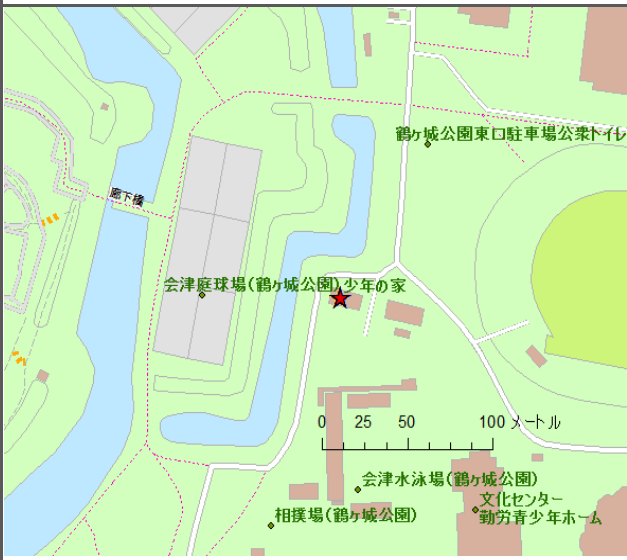 鶴ヶ城公園東口駐車場公衆トイレ
廊下橋
会津庭球場(鶴ヶ城公園)
少年の家
0 25 50 100 メートル
会津水泳場(鶴ヶ城公園)
文化センター
勤労青少年ホーム
相撲場(鶴ヶ城公園)